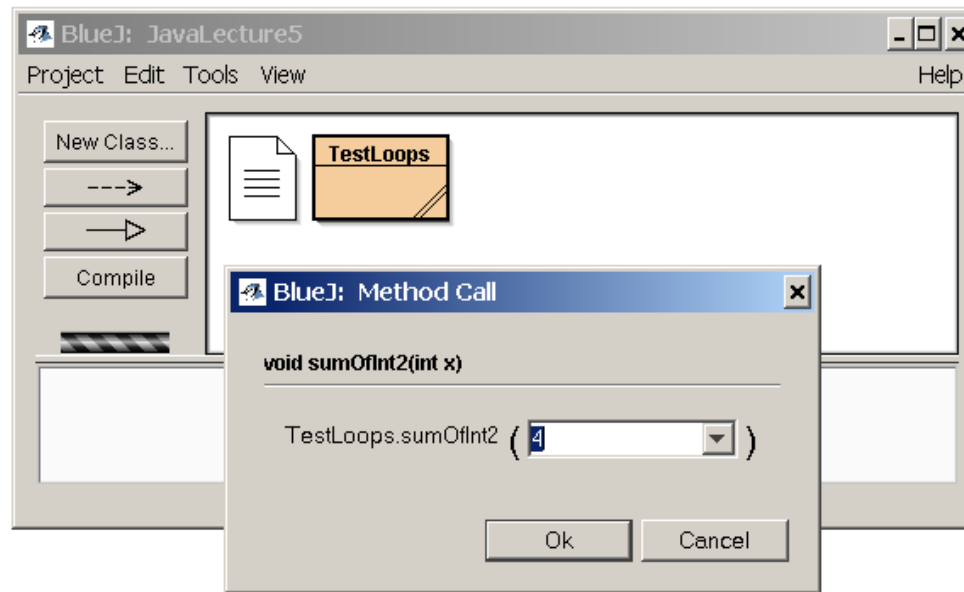 BlueJ: JavaLecture5
Project Edit Tools View Help
New Class...
TestLoops
Compile
BlueJ: Method Call
void sumOfInt2(int x)
TestLoops.sumOfInt2 ( 4 )
Ok Cancel